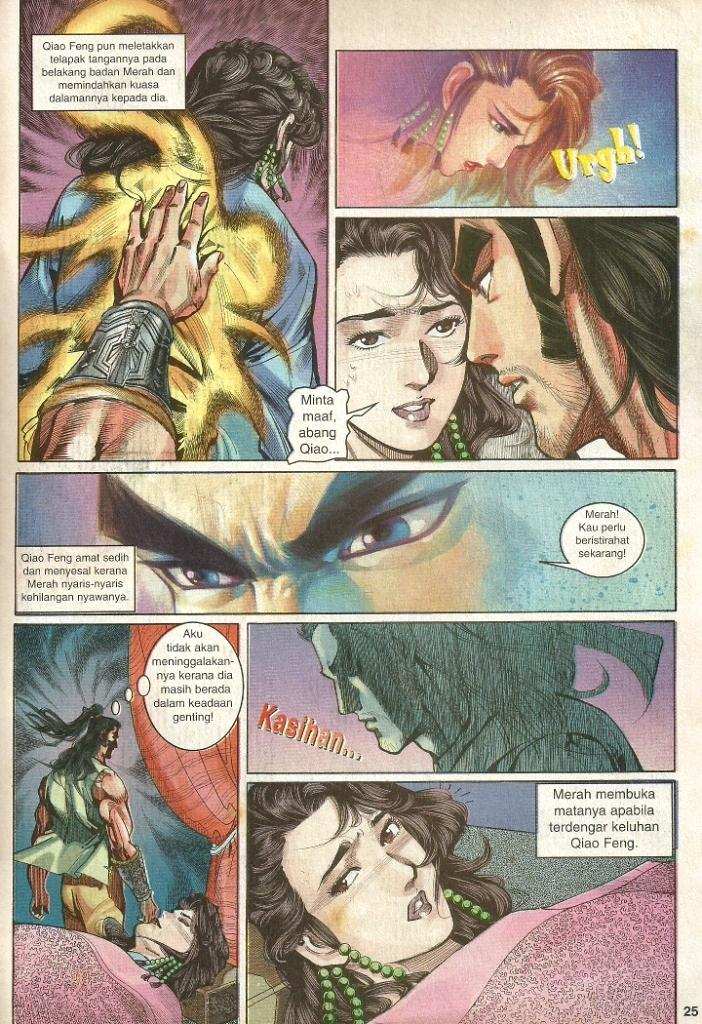 Qiao Feng pun meletakkan
telapak tangannya pada
belakang badan Merah dan
memindahkan kuasa
dalamannya kepada dia.
Urgh!
Minta
maaf,
abang
Qiao...
Qiao Feng amat sedih
dan menyesal kerana
Merah nyaris-nyaris
kehilangan nyawanya.
Merah!
Kau perlu
beristirahat
sekarang!
Aku
tidak akan
meninggalakan-
nya kerana dia
masih berada
dalam keadaan
genting!
Kasihan...
Merah membuka
matanya apabila
terdengar keluhan
Qiao Feng.
25